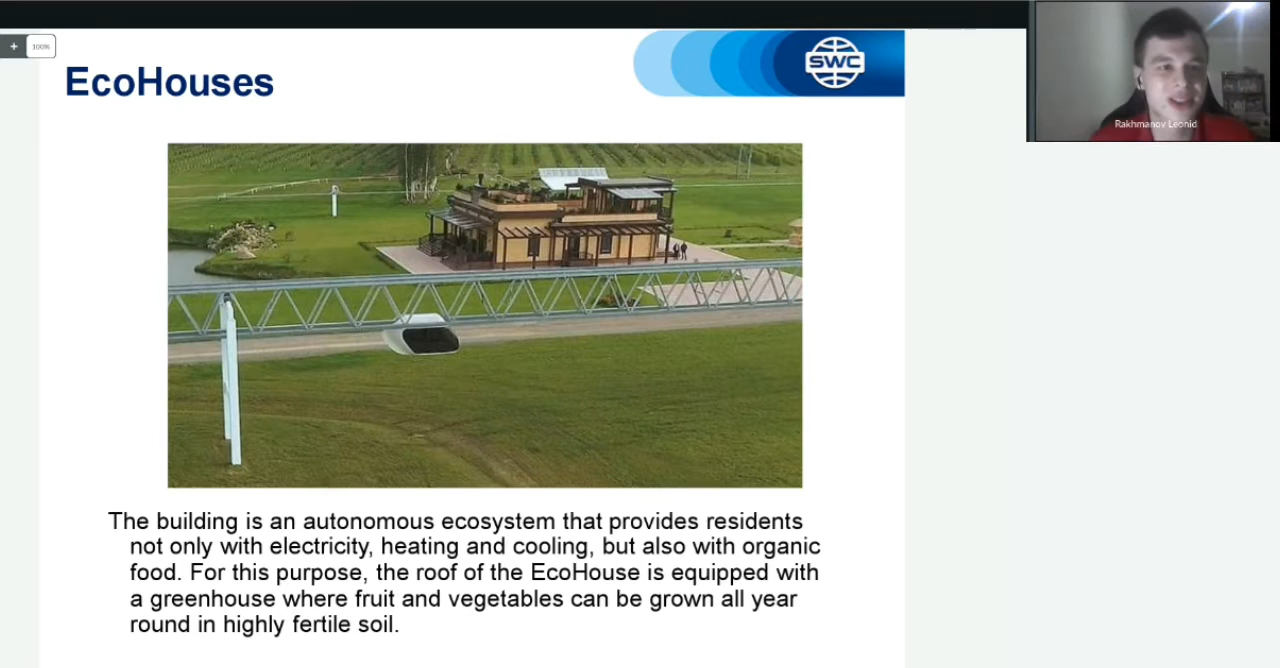 100%
EcoHouses
SWC
Rakhmanov Leonid
The building is an autonomous ecosystem that provides residents
not only with electricity, heating and cooling, but also with organic
food. For this purpose, the roof of the EcoHouse is equipped with
a greenhouse where fruit and vegetables can be grown all year
round in highly fertile soil.